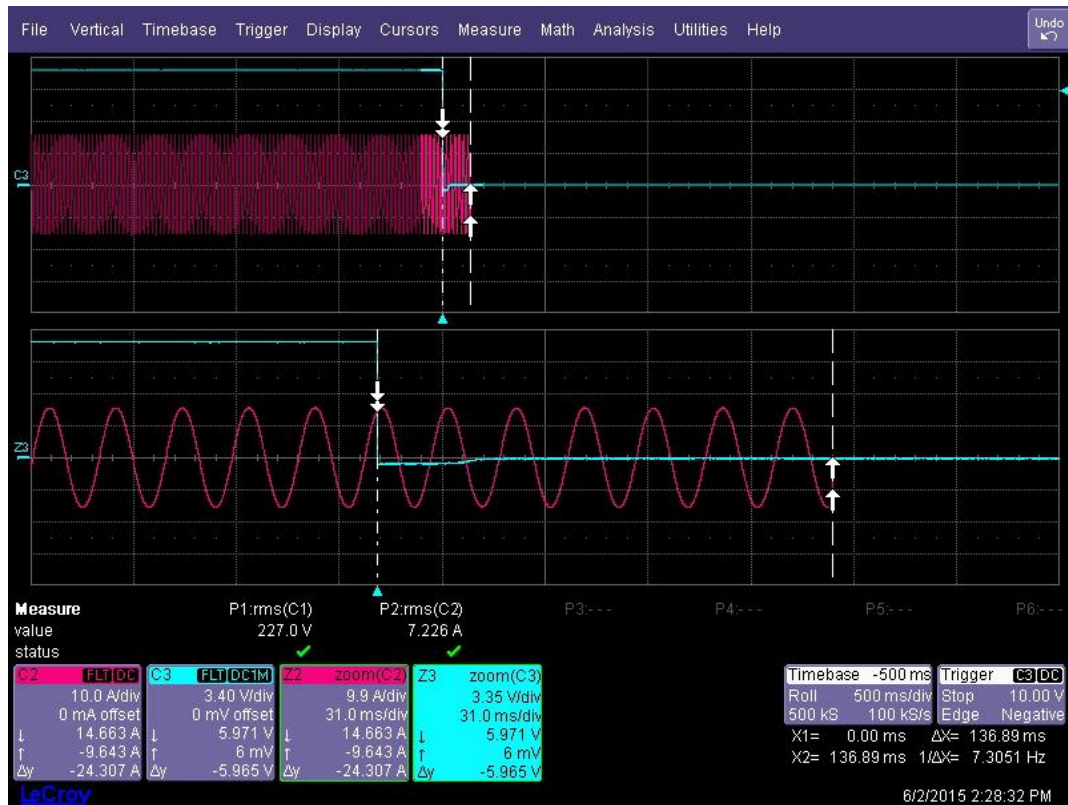 File Vertical Timebase Trigger Display Cursors Measure Math Analysis Utilities Help Undo
C3
Z3
Measure P1:rms(C1) P2:rms(C2) P3:--- P4:--- P5:--- P6:---
value 227.0 V 7.226 A
status
C2 FLT DC C3 FLT DC1M Z2 zoom(C2) Z3 zoom(C3) Timebase -500 ms Trigger C3 DC
10.0 A/div 3.40 V/div 9.9 A/div 3.35 V/div Roll 500 ms/div Stop 10.00 V
0 mA offset 0 mV offset 31.0 ms/div 31.0 ms/div 500 kS 100 kS/s Edge Negative
↓ 14.663 A ↓ 5.971 V ↓ 14.663 A ↓ 5.971 V X1= 0.00 ms ΔX= 136.89 ms
↑ -9.643 A ↑ 6 mV ↑ -9.643 A ↑ 6 mV X2= 136.89 ms 1/ΔX= 7.3051 Hz
Δy -24.307 A Δy -5.965 V Δy -24.307 A Δy -5.965 V
LeCroy 6/2/2015 2:28:32 PM